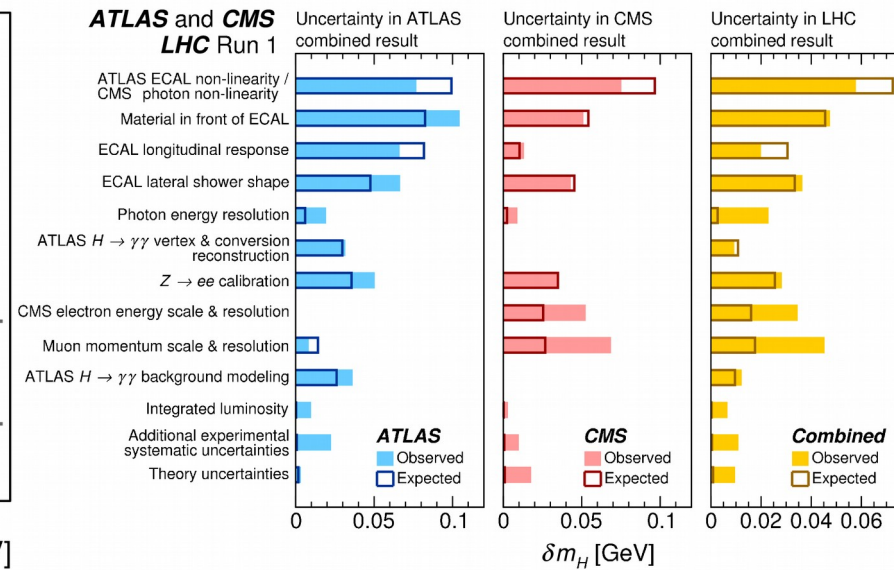 ATLAS and CMS
LHC Run 1
Uncertainty in ATLAS
combined result
Uncertainty in CMS
combined result
Uncertainty in LHC
combined result
ATLAS ECAL non-linearity /
CMS photon non-linearity
Material in front of ECAL
ECAL longitudinal response
ECAL lateral shower shape
Photon energy resolution
ATLAS H → γγ vertex & conversion
reconstruction
Z → ee calibration
CMS electron energy scale & resolution
Muon momentum scale & resolution
ATLAS H → γγ background modeling
Integrated luminosity
Additional experimental
systematic uncertainties
Theory uncertainties
ATLAS
Observed
Expected
CMS
Observed
Expected
Combined
Observed
Expected
0 0.05 0.1
0 0.05 0.1
0 0.02 0.04 0.06
δm_H [GeV]
]